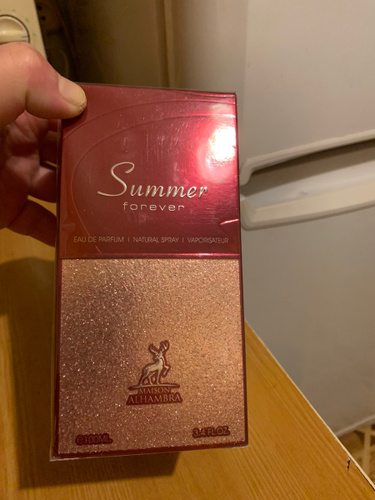 Summer
forever
EAU DE PARFUM | NATURAL SPRAY | VAPORISATEUR
MAISON
ALHAMBRA
℮100ML
3.4 FL.OZ.